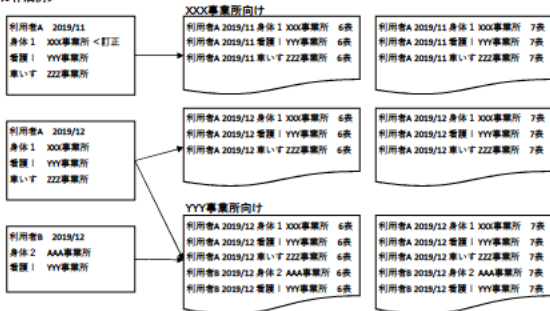 XXX事業所向け
利用者A 2019/11
身体1 XXX事業所 <訂正
看護Ⅰ YYY事業所
車いす ZZZ事業所
利用者A 2019/11 身体1 XXX事業所 6表
利用者A 2019/11 看護Ⅰ YYY事業所 6表
利用者A 2019/11 車いす ZZZ事業所 6表
利用者A 2019/11 身体1 XXX事業所 7表
利用者A 2019/11 看護Ⅰ YYY事業所 7表
利用者A 2019/11 車いす ZZZ事業所 7表
利用者A 2019/12
身体1 XXX事業所
看護Ⅰ YYY事業所
車いす ZZZ事業所
利用者A 2019/12 身体1 XXX事業所 6表
利用者A 2019/12 看護Ⅰ YYY事業所 6表
利用者A 2019/12 車いす ZZZ事業所 6表
利用者A 2019/12 身体1 XXX事業所 7表
利用者A 2019/12 看護Ⅰ YYY事業所 7表
利用者A 2019/12 車いす ZZZ事業所 7表
YYY事業所向け
利用者B 2019/12
身体2 AAA事業所
看護Ⅰ YYY事業所
利用者A 2019/12 身体1 XXX事業所 6表
利用者A 2019/12 看護Ⅰ YYY事業所 6表
利用者A 2019/12 車いす ZZZ事業所 6表
利用者B 2019/12 身体2 AAA事業所 6表
利用者B 2019/12 看護Ⅰ YYY事業所 6表
利用者A 2019/12 身体1 XXX事業所 7表
利用者A 2019/12 看護Ⅰ YYY事業所 7表
利用者A 2019/12 車いす ZZZ事業所 7表
利用者B 2019/12 身体2 AAA事業所 7表
利用者B 2019/12 看護Ⅰ YYY事業所 7表